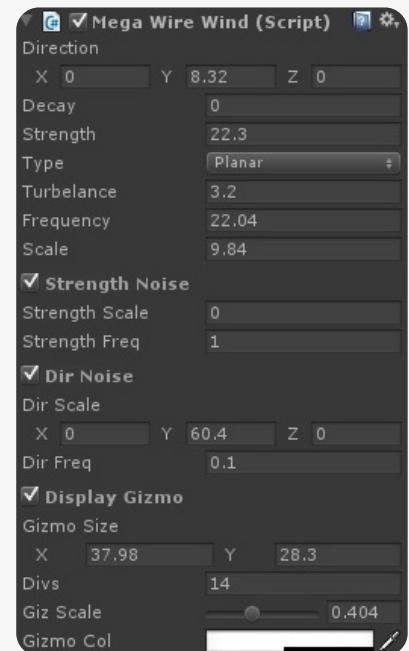 Mega Wire Wind (Script)
Direction
X 0 Y 8.32 Z 0
Decay 0
Strength 22.3
Type Planar
Turbelance 3.2
Frequency 22.04
Scale 9.84
Strength Noise
Strength Scale 0
Strength Freq 1
Dir Noise
Dir Scale
X 0 Y 60.4 Z 0
Dir Freq 0.1
Display Gizmo
Gizmo Size
X 37.98 Y 28.3
Divs 14
Giz Scale 0.404
Gizmo Col